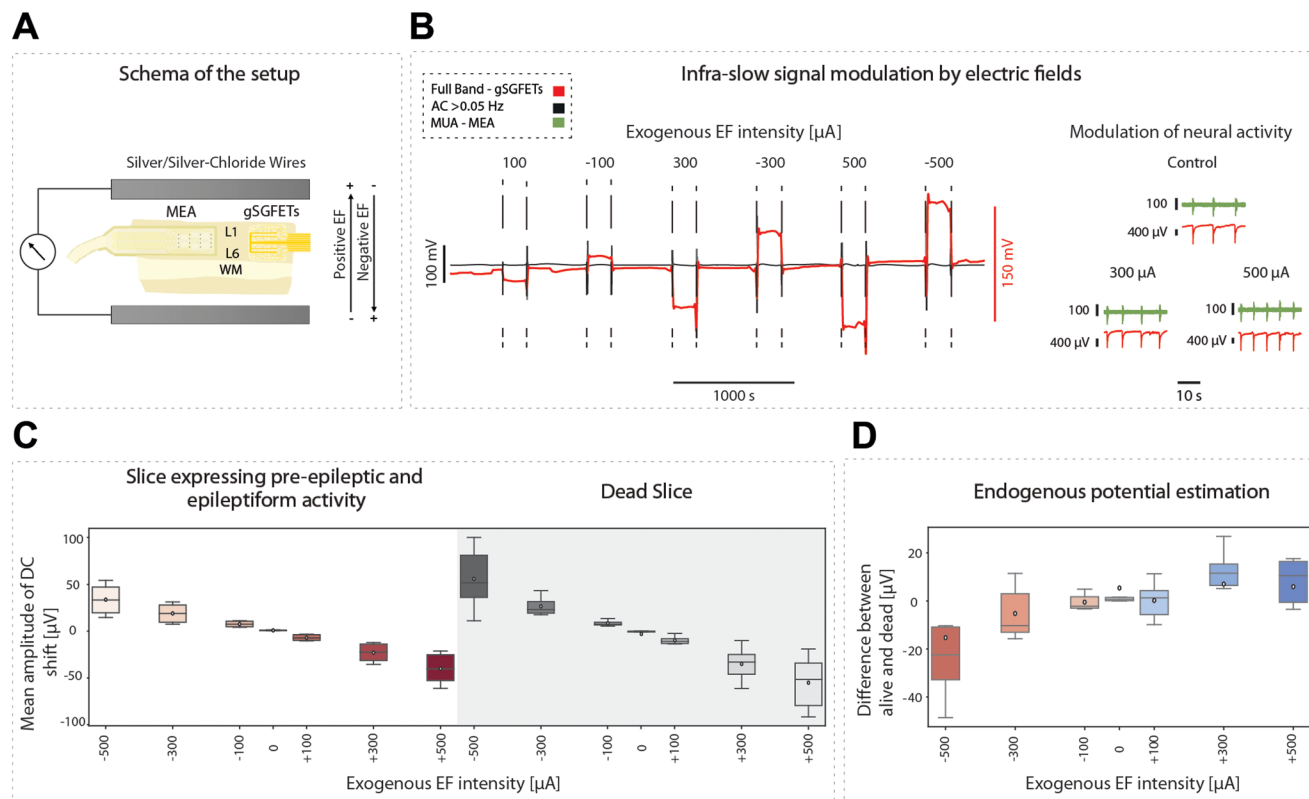 A
Schema of the setup
Silver/Silver-Chloride Wires
+ -
MEA gSGFETs
L1
L6
WM
Positive EF
Negative EF
- +
B
Infra-slow signal modulation by electric fields
Full Band - gSGFETs
AC >0.05 Hz
MUA - MEA
Exogenous EF intensity [µA]
100 -100 300 -300 500 -500
100 mV
150 mV
1000 s
Modulation of neural activity
Control
100
400 µV
300 µA 500 µA
100 100
400 µV 400 µV
10 s
C
Slice expressing pre-epileptic and
epileptiform activity
Dead Slice
Mean amplitude of DC
shift [µV]
100
50
0
-50
-100
-500 -300 -100 0 +100 +300 +500 -500 -300 -100 0 +100 +300 +500
Exogenous EF intensity [µA]
D
Endogenous potential estimation
Difference between
alive and dead [µV]
20
0
-20
-40
-500 -300 -100 0 +100 +300 +500
Exogenous EF intensity [µA]